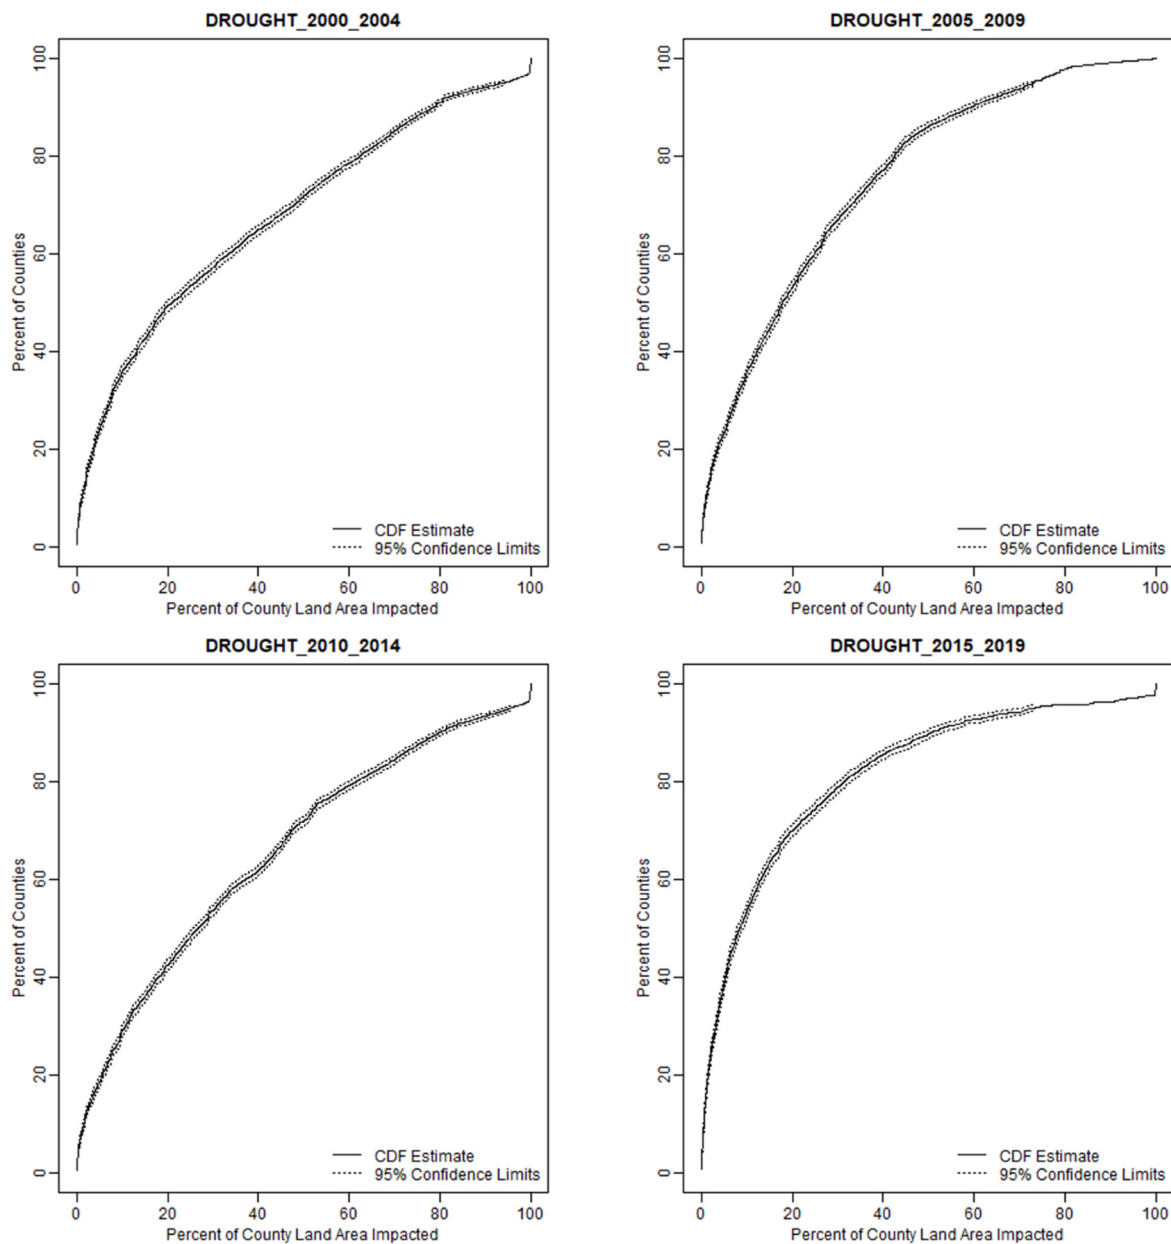 DROUGHT_2000_2004
100
80
60
40
20
0
Percent of Counties
CDF Estimate
95% Confidence Limits
0 20 40 60 80 100
Percent of County Land Area Impacted
DROUGHT_2005_2009
100
80
60
40
20
0
Percent of Counties
CDF Estimate
95% Confidence Limits
0 20 40 60 80 100
Percent of County Land Area Impacted
DROUGHT_2010_2014
100
80
60
40
20
0
Percent of Counties
CDF Estimate
95% Confidence Limits
0 20 40 60 80 100
Percent of County Land Area Impacted
DROUGHT_2015_2019
100
80
60
40
20
0
Percent of Counties
CDF Estimate
95% Confidence Limits
0 20 40 60 80 100
Percent of County Land Area Impacted